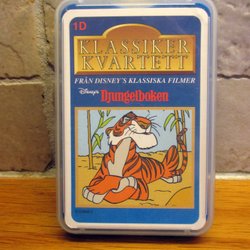 1D
KLASSIKER
KVARTETT
FRÅN DISNEY'S KLASSISKA FILMER
Disney's Djungelboken